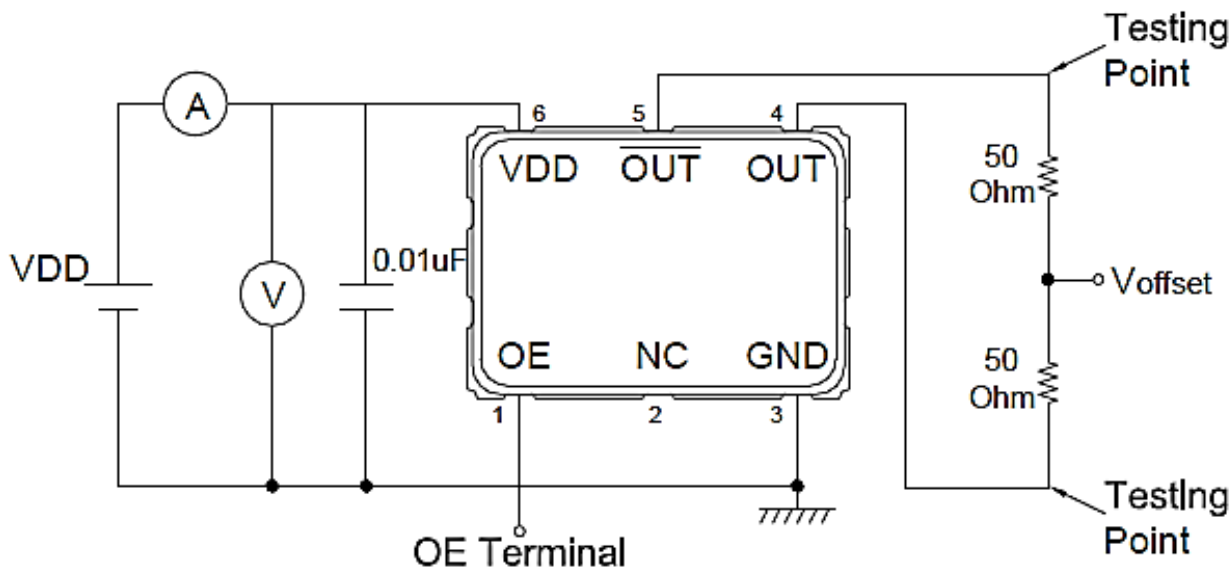 Testing
Point
A
6
5
4
VDD
OUT
OUT
50
Ohm
VDD
V
0.01uF
Voffset
OE
NC
GND
50
Ohm
1
2
3
OE Terminal
TestIng
Point